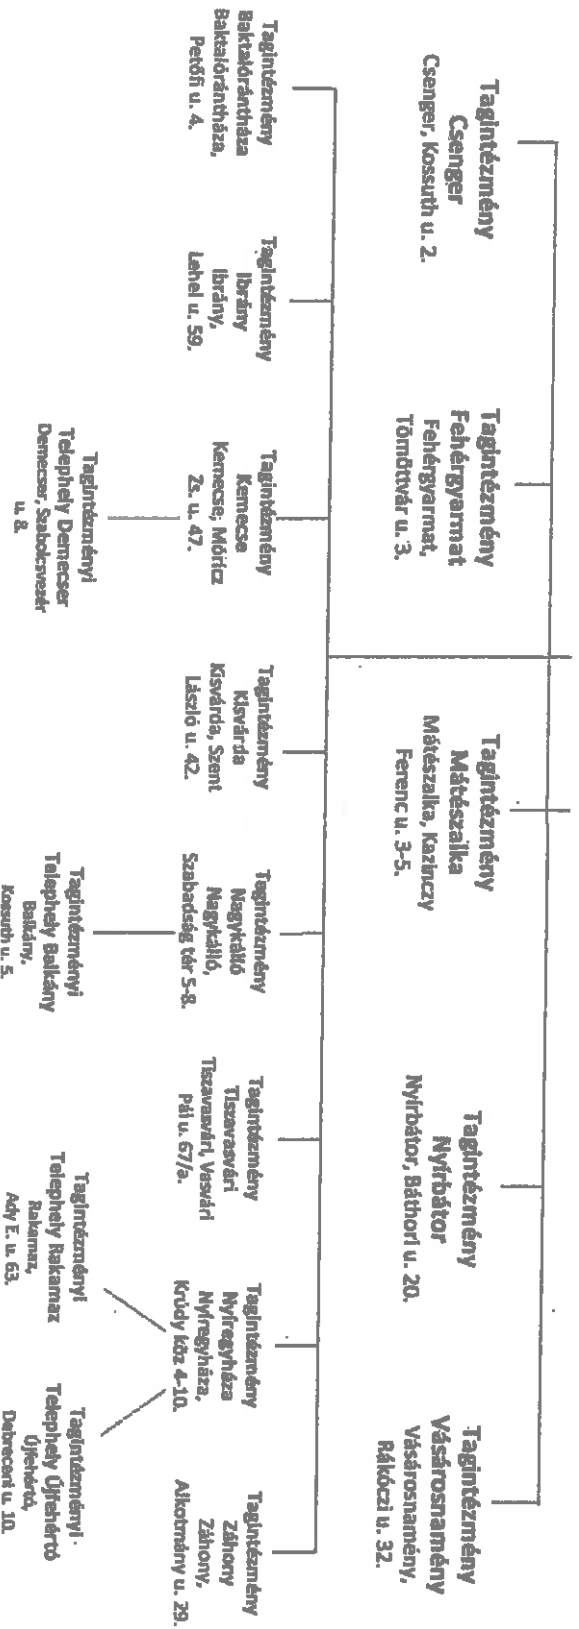 Tagintézmény
Csenger
Csenger, Kossuth u. 2.
Tagintézmény
Fehérgyarmat
Fehérgyarmat,
Tömöttvár u. 3.
Tagintézmény
Mátészalka
Mátészalka, Kazinczy
Ferenc u. 3-5.
Tagintézmény
Nyírbátor
Nyírbátor, Báthori u. 20.
Tagintézmény
Vásárosnamény
Vásárosnamény,
Rákóczi u. 32.
Tagintézmény
Baktalórántháza
Baktalórántháza,
Petőfi u. 4.
Tagintézmény
Ibrány
Ibrány,
Lehel u. 59.
Tagintézmény
Kemecse
Kemecse, Móricz
Zs. u. 47.
Tagintézmény
Kisvárda
Kisvárda, Szent
László u. 42.
Tagintézmény
Nagykálló
Nagykálló,
Szabadság tér 5-8.
Tagintézmény
Tiszavasvári
Tiszavasvári, Vasvári
Pál u. 67/a.
Tagintézmény
Nyíregyháza
Nyíregyháza,
Krúdy köz 4-10.
Tagintézmény
Záhony
Záhony,
Alkotmány u. 29.
Tagintézményi
Telephely Demecser
Demecser, Szabolcsvezér
u. 8.
Tagintézményi
Telephely Balkány
Balkány,
Kossuth u. 5.
Tagintézményi
Telephely Rakamaz
Rakamaz,
Ady E. u. 63.
Tagintézményi
Telephely Újfehértó
Újfehértó,
Debreceni u. 10.